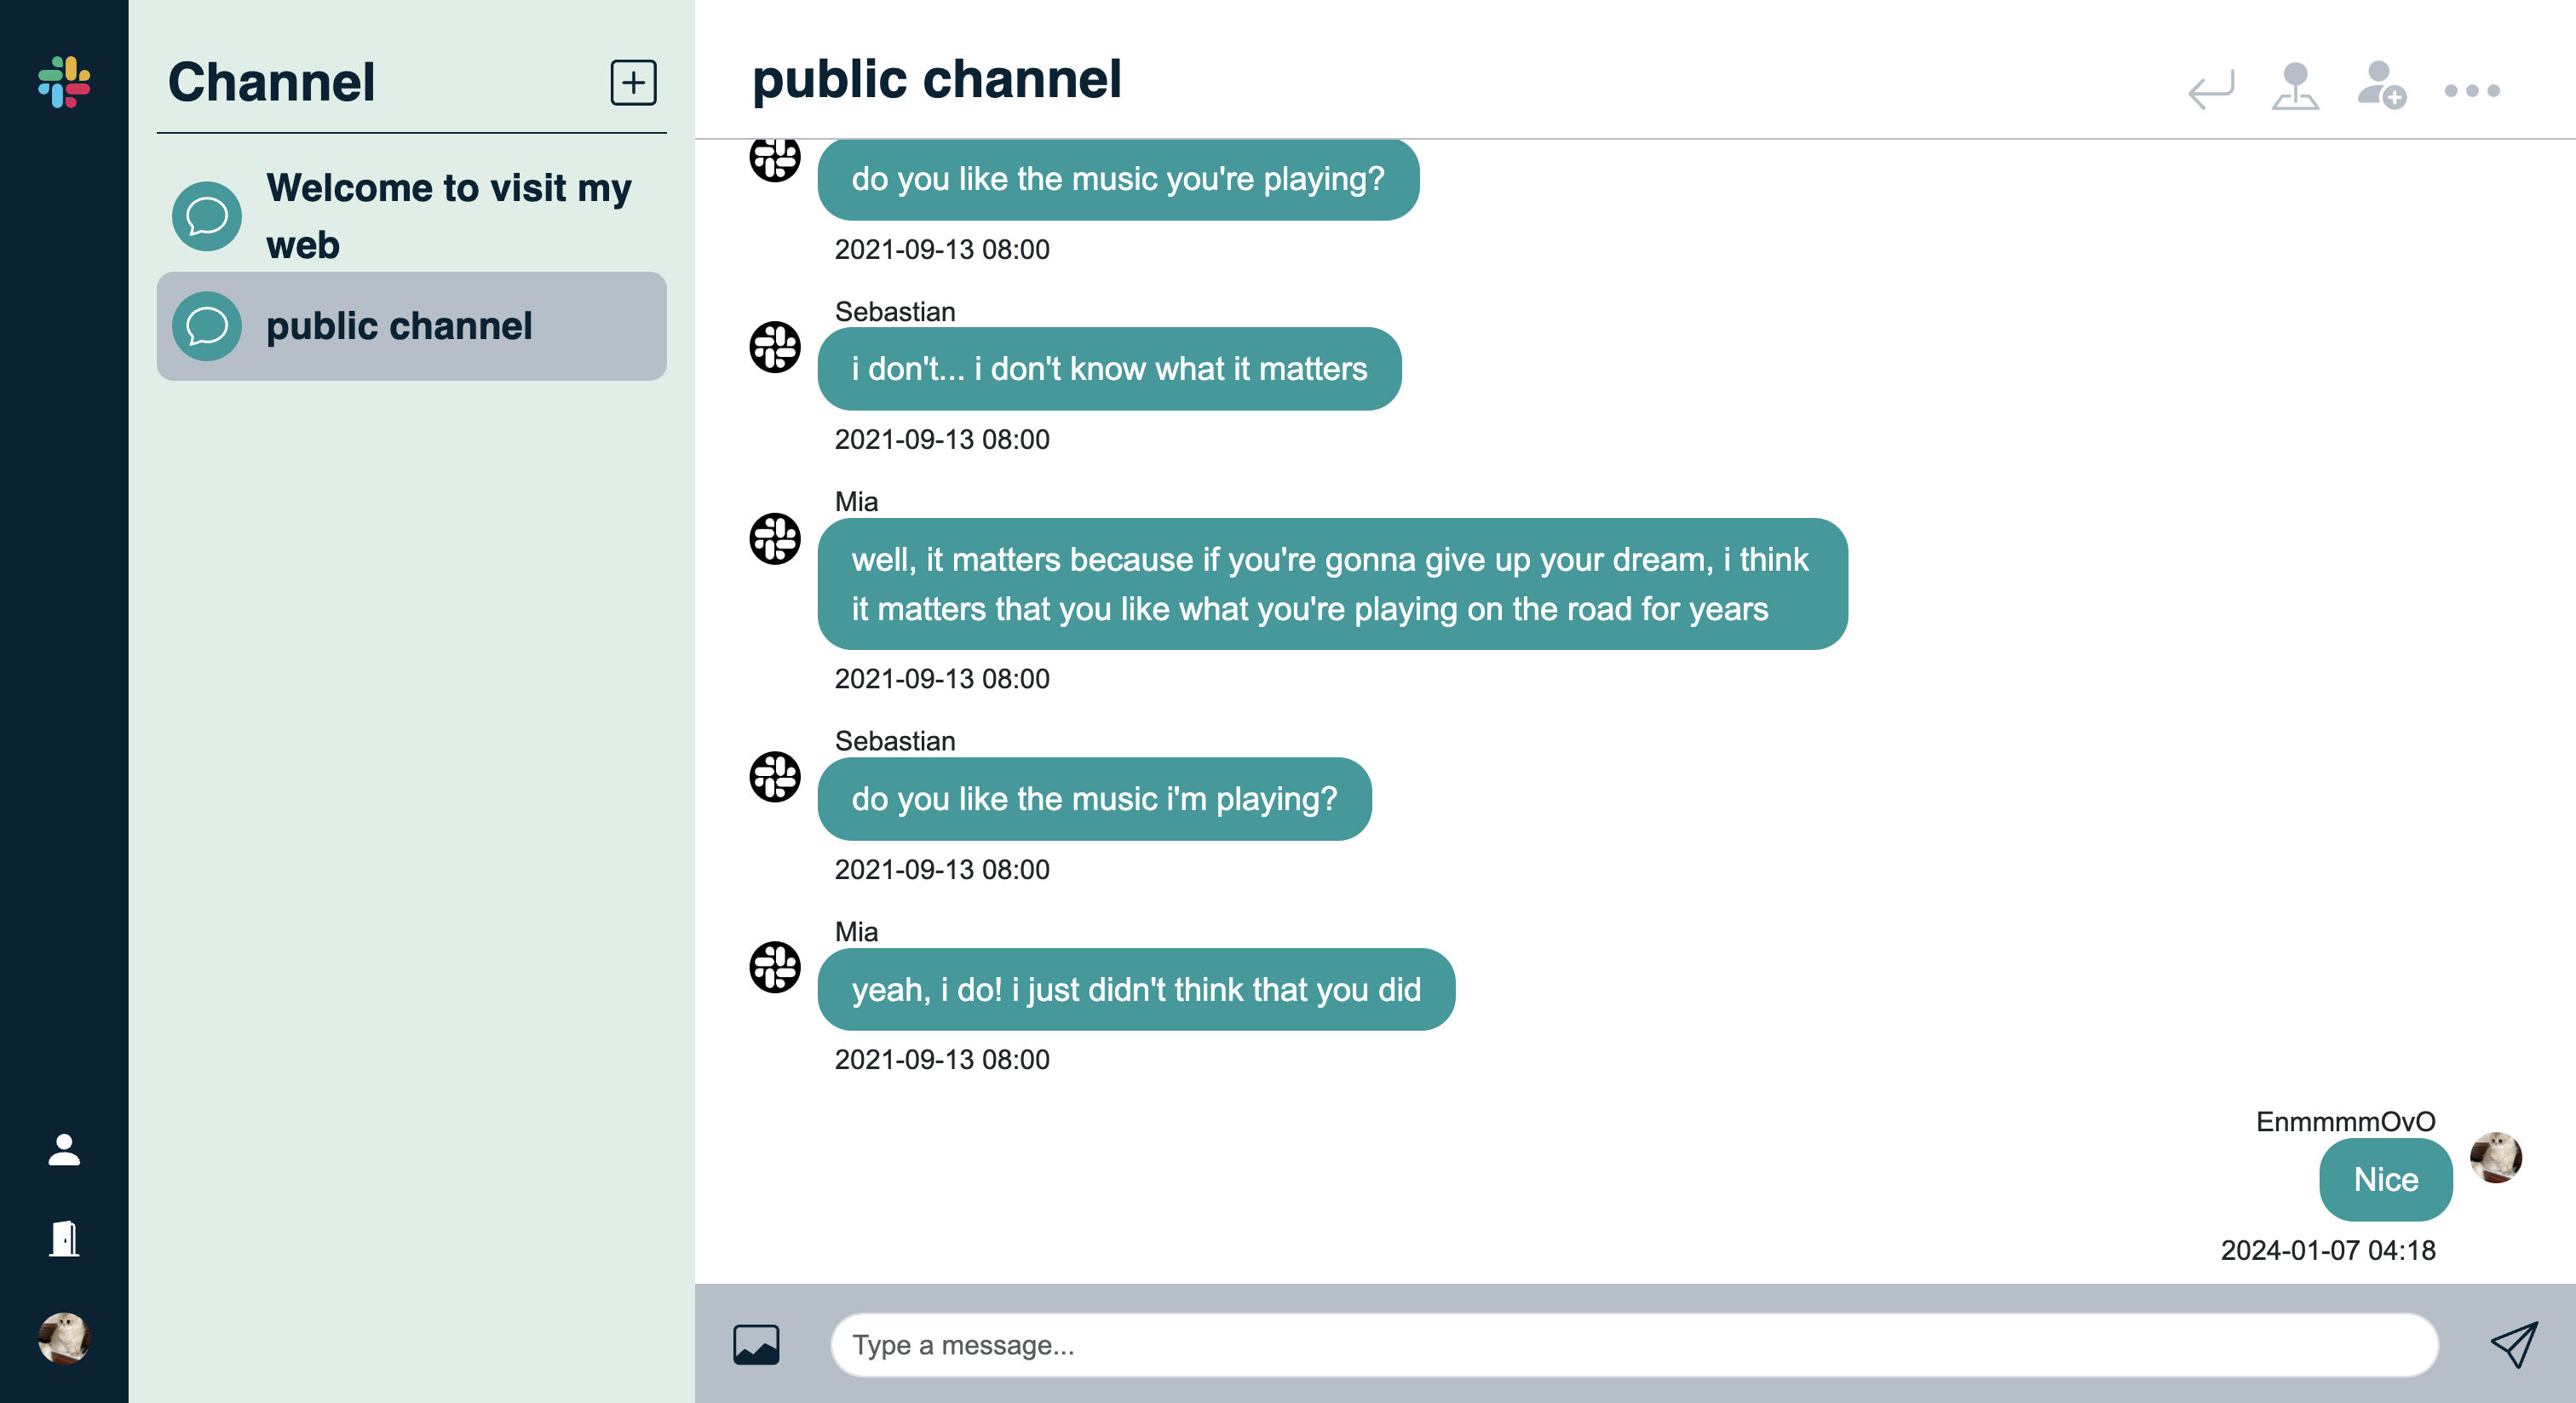 Channel
Welcome to visit my
web
public channel
public channel
do you like the music you're playing?
2021-09-13 08:00
Sebastian
i don't... i don't know what it matters
2021-09-13 08:00
Mia
well, it matters because if you're gonna give up your dream, i think
it matters that you like what you're playing on the road for years
2021-09-13 08:00
Sebastian
do you like the music i'm playing?
2021-09-13 08:00
Mia
yeah, i do! i just didn't think that you did
2021-09-13 08:00
EnmmmmOvO
Nice
2024-01-07 04:18
Type a message...